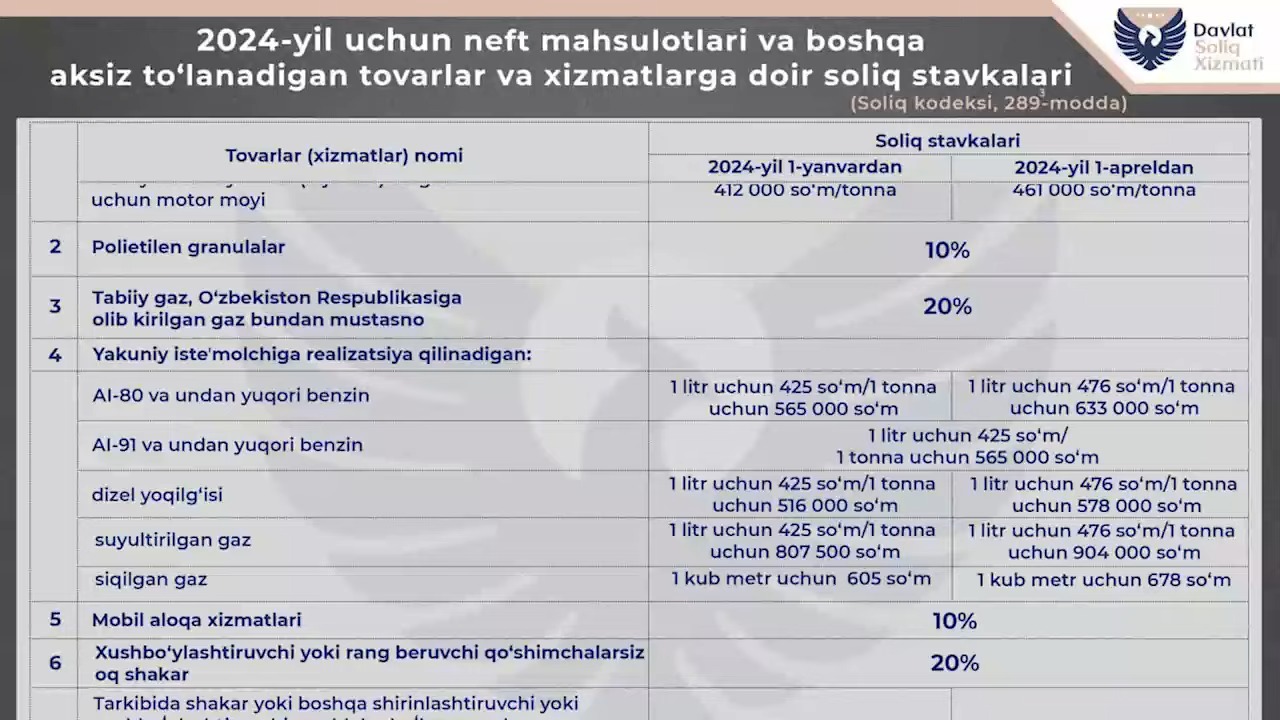 2024-yil uchun neft mahsulotlari va boshqa
aksiz to‘lanadigan tovarlar va xizmatlarga doir soliq stavkalari
(Soliq kodeksi, 289³-modda)
Davlat
Soliq
Xizmati
Tovarlar (xizmatlar) nomi
Soliq stavkalari
2024-yil 1-yanvardan
2024-yil 1-apreldan
uchun motor moyi
412 000 so‘m/tonna
461 000 so‘m/tonna
2
Polietilen granulalar
10%
3
Tabiiy gaz, O‘zbekiston Respublikasiga
olib kirilgan gaz bundan mustasno
20%
4
Yakuniy iste'molchiga realizatsiya qilinadigan:
AI-80 va undan yuqori benzin
1 litr uchun 425 so‘m/1 tonna
uchun 565 000 so‘m
1 litr uchun 476 so‘m/1 tonna
uchun 633 000 so‘m
AI-91 va undan yuqori benzin
1 litr uchun 425 so‘m/
1 tonna uchun 565 000 so‘m
dizel yoqilg‘isi
1 litr uchun 425 so‘m/1 tonna
uchun 516 000 so‘m
1 litr uchun 476 so‘m/1 tonna
uchun 578 000 so‘m
suyultirilgan gaz
1 litr uchun 425 so‘m/1 tonna
uchun 807 500 so‘m
1 litr uchun 476 so‘m/1 tonna
uchun 904 000 so‘m
siqilgan gaz
1 kub metr uchun 605 so‘m
1 kub metr uchun 678 so‘m
5
Mobil aloqa xizmatlari
10%
6
Xushbo‘ylashtiruvchi yoki rang beruvchi qo‘shimchalarsiz
oq shakar
20%
Tarkibida shakar yoki boshqa shirinlashtiruvchi yoki